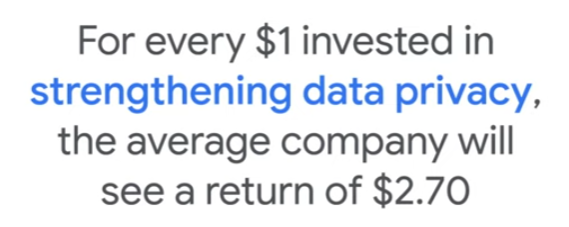 For every $1 invested in
strengthening data privacy,
the average company will
see a return of $2.70